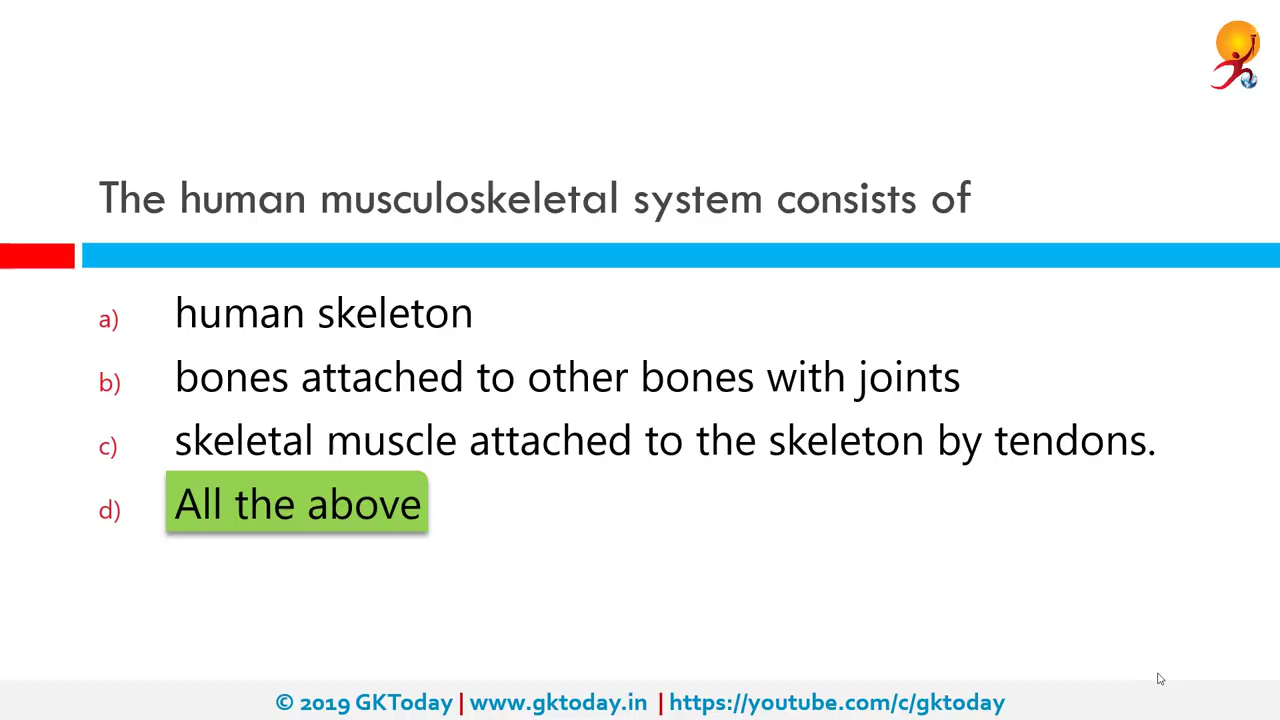 The human musculoskeletal system consists of
a) human skeleton
b) bones attached to other bones with joints
c) skeletal muscle attached to the skeleton by tendons.
d) All the above
© 2019 GKToday | www.gktoday.in | https://youtube.com/c/gktoday